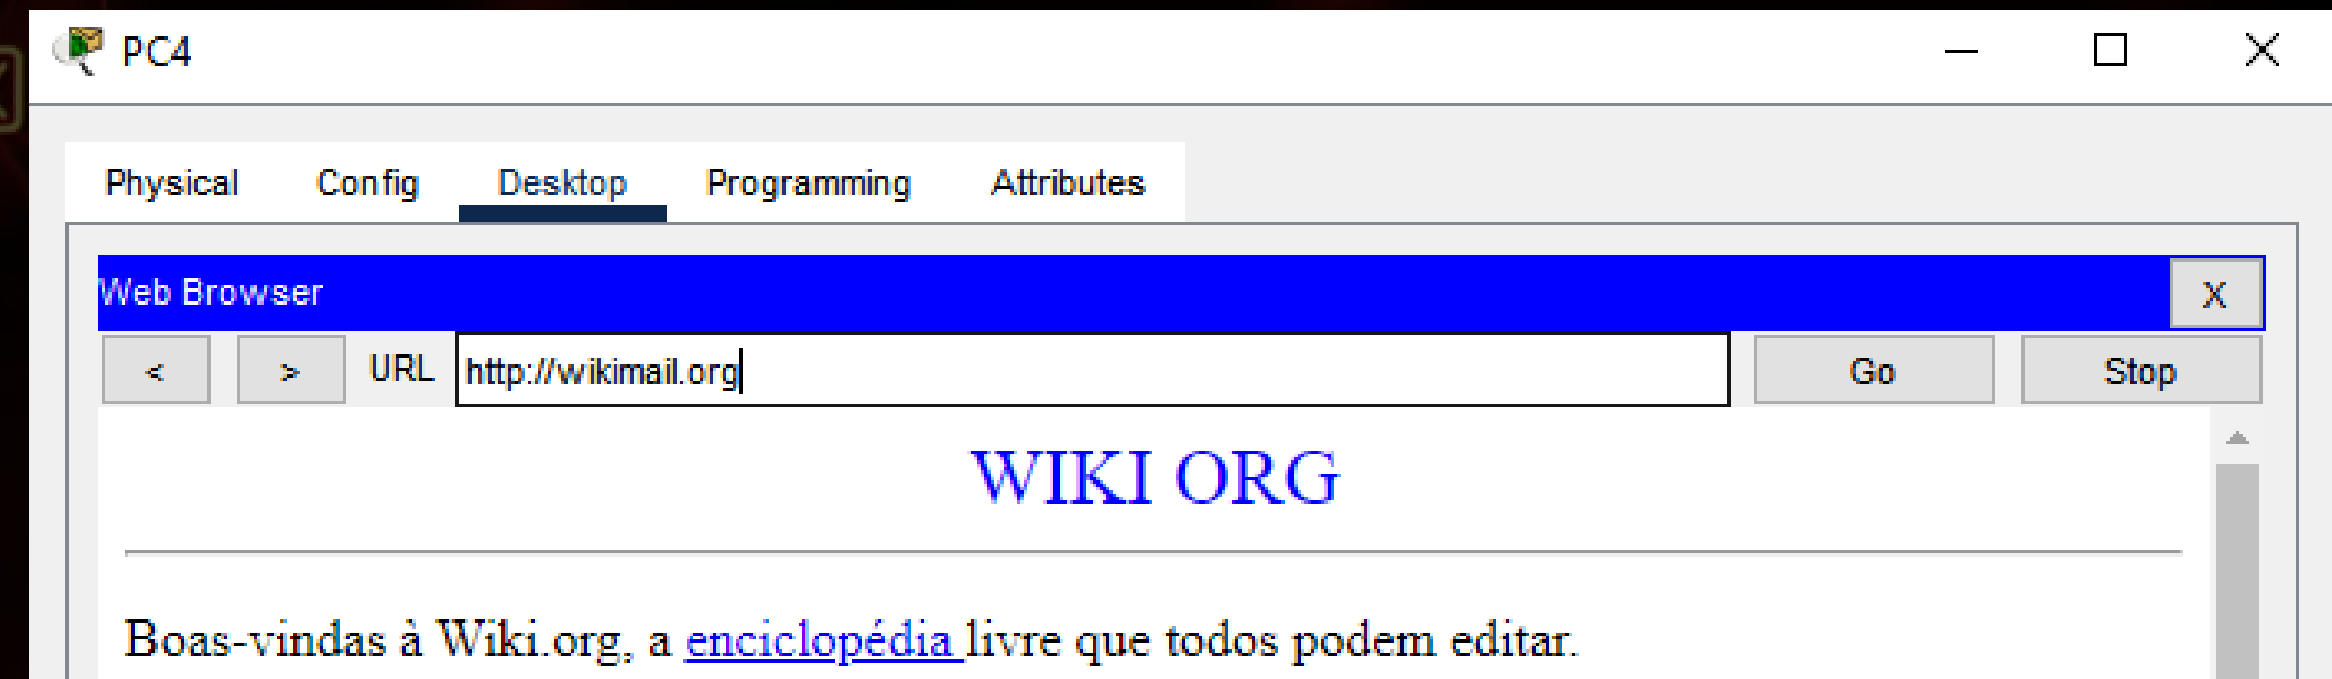 PC4
Physical Config Desktop Programming Attributes
Web Browser X
< > URL http://wikimail.org Go Stop
WIKI ORG
Boas-vindas à Wiki.org, a enciclopédia livre que todos podem editar.